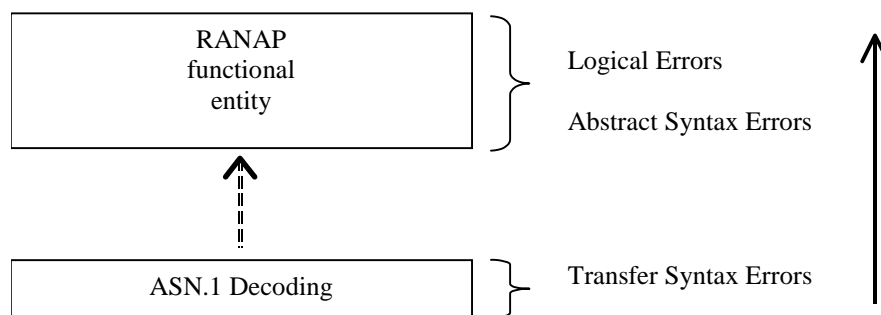 RANAP
functional
entity
Logical Errors
Abstract Syntax Errors
ASN.1 Decoding
Transfer Syntax Errors